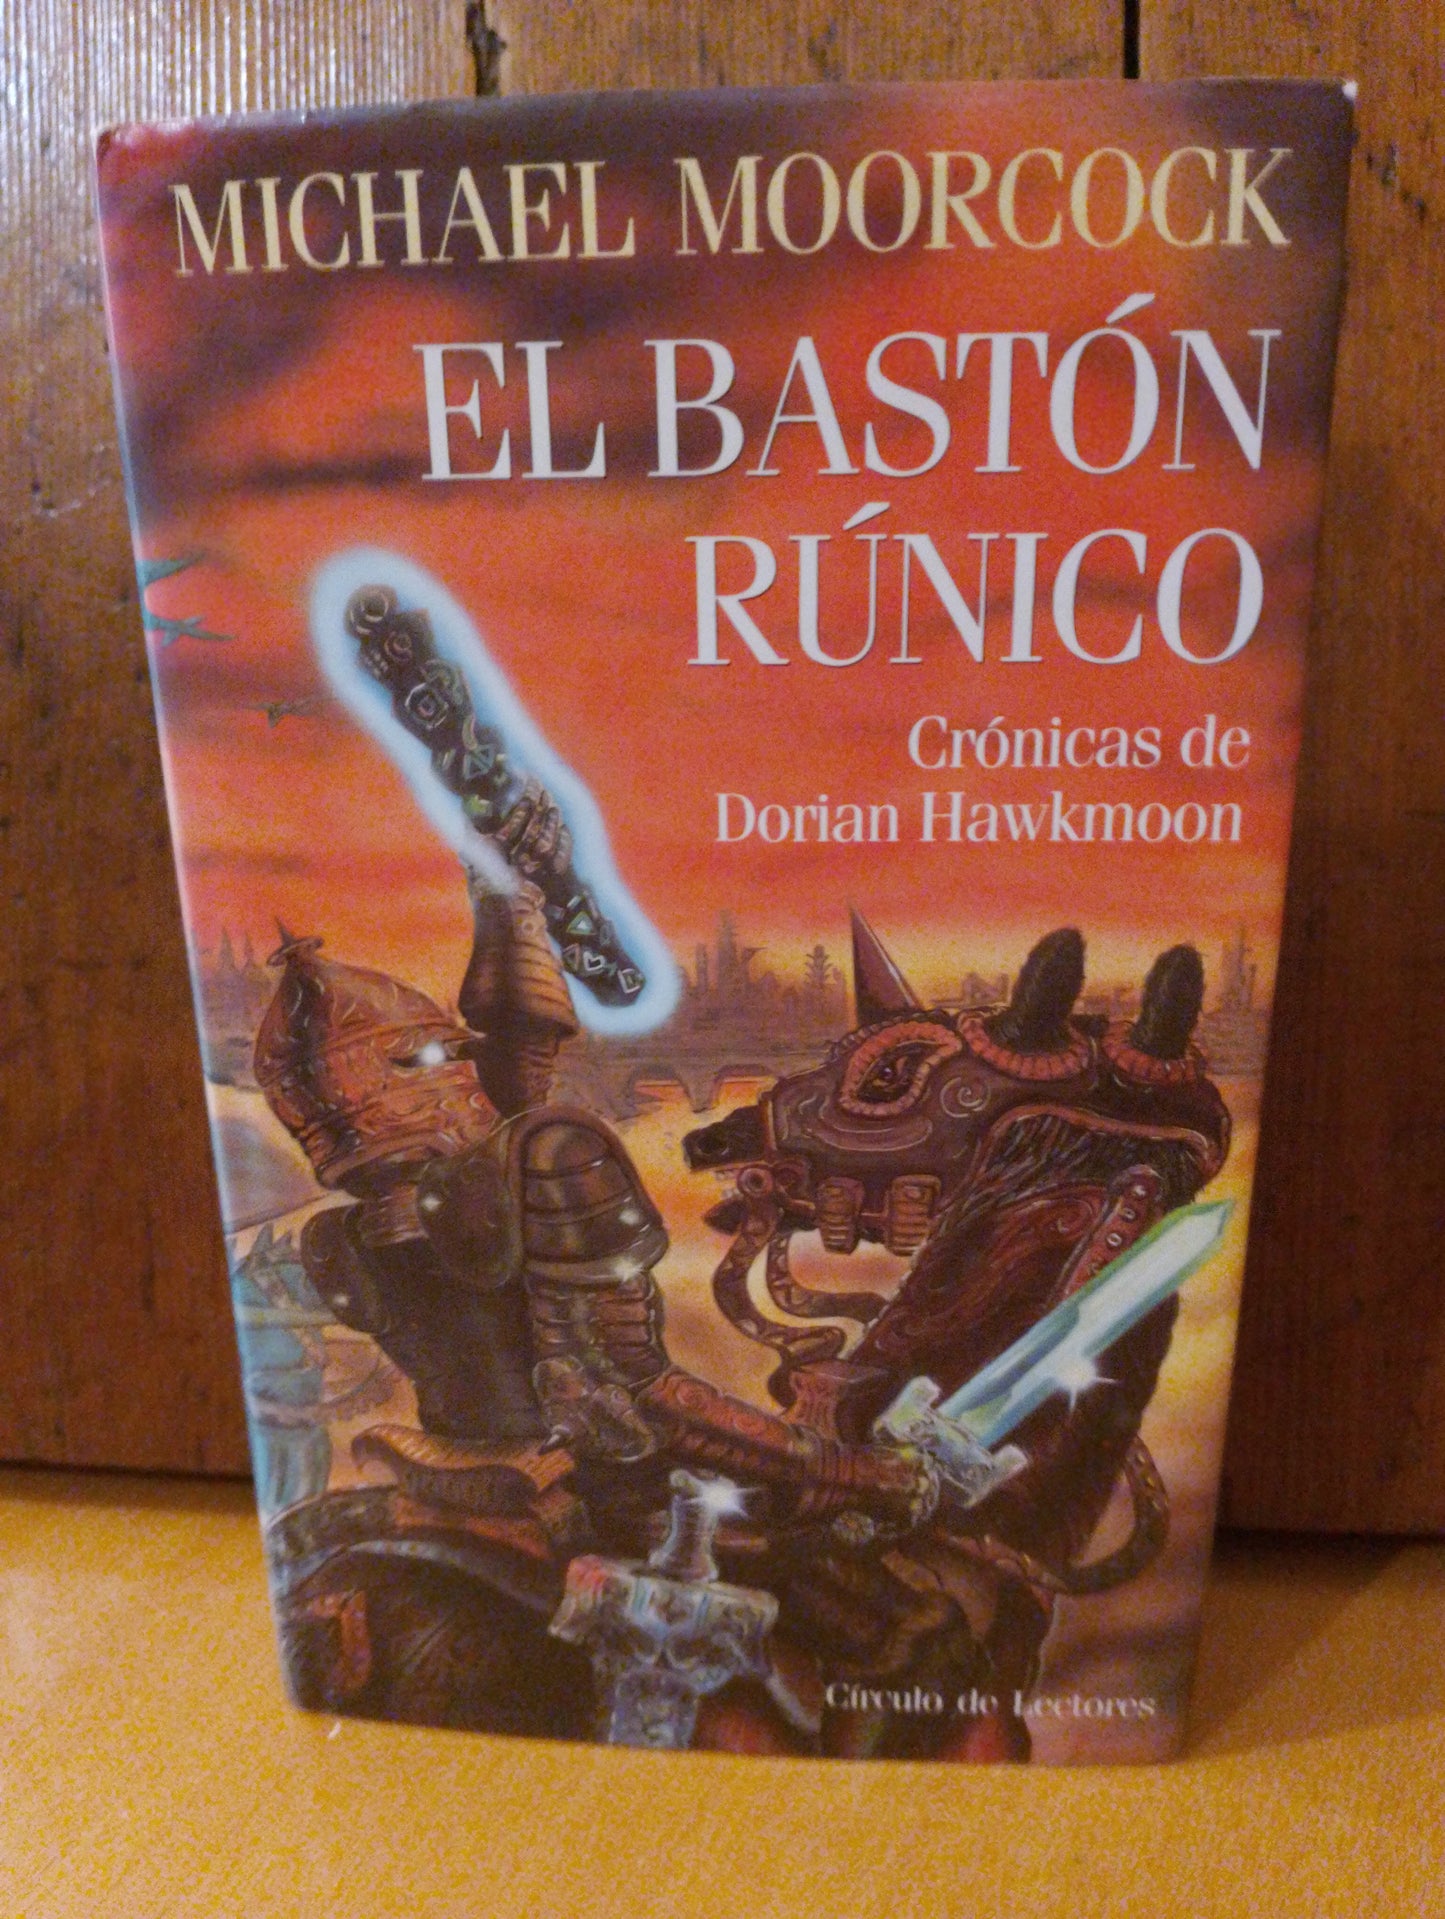 MICHAEL MOORCOCK
EL BASTÓN
RÚNICO
Crónicas de
Dorian Hawkmoon
Círculo de Lectores